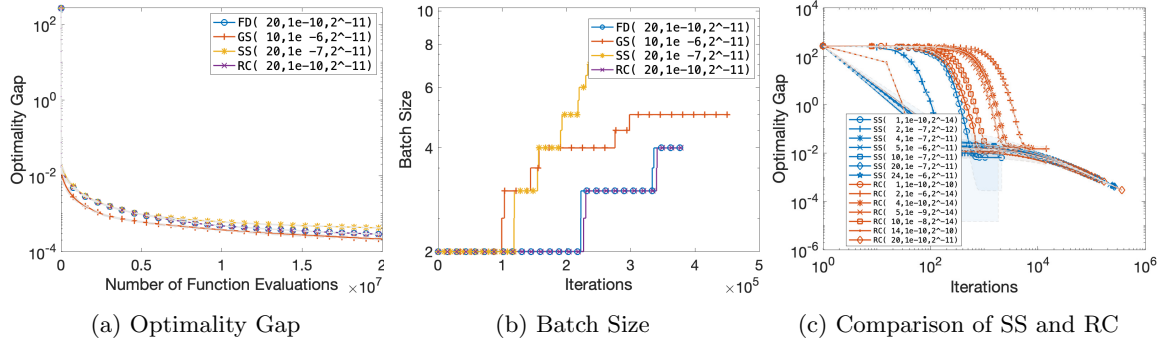 10^2
10^0
10^-2
10^-4
Optimality Gap
FD( 20,1e-10,2^-11)
GS( 10,1e -6,2^-11)
SS( 20,1e -7,2^-11)
RC( 20,1e-10,2^-11)
0 0.5 1 1.5 2
Number of Function Evaluations ×10^7
(a) Optimality Gap
10
8
6
4
2
Batch Size
FD ( 20,1e-10,2^-11)
GS ( 10,1e -6,2^-11)
SS( 20,1e -7,2^-11)
RC( 20,1e-10,2^-11)
0 1 2 3 4 5
Iterations ×10^5
(b) Batch Size
10^4
10^2
10^0
10^-2
10^-4
10^-6
Optimality Gap
SS( 1,1e-10,2^-14)
SS( 2,1e -7,2^-12)
SS( 4,1e -7,2^-11)
SS( 5,1e -6,2^-11)
SS( 10,1e -7,2^-11)
SS( 20,1e -7,2^-11)
SS( 24,1e -6,2^-11)
RC( 1,1e-10,2^-10)
RC( 2,1e -6,2^-14)
RC( 4,1e-10,2^-14)
RC( 5,1e -9,2^-14)
RC( 10,1e -8,2^-14)
RC( 14,1e-10,2^-10)
RC( 20,1e-10,2^-11)
10^0 10^2 10^4 10^6
Iterations
(c) Comparison of SS and RC